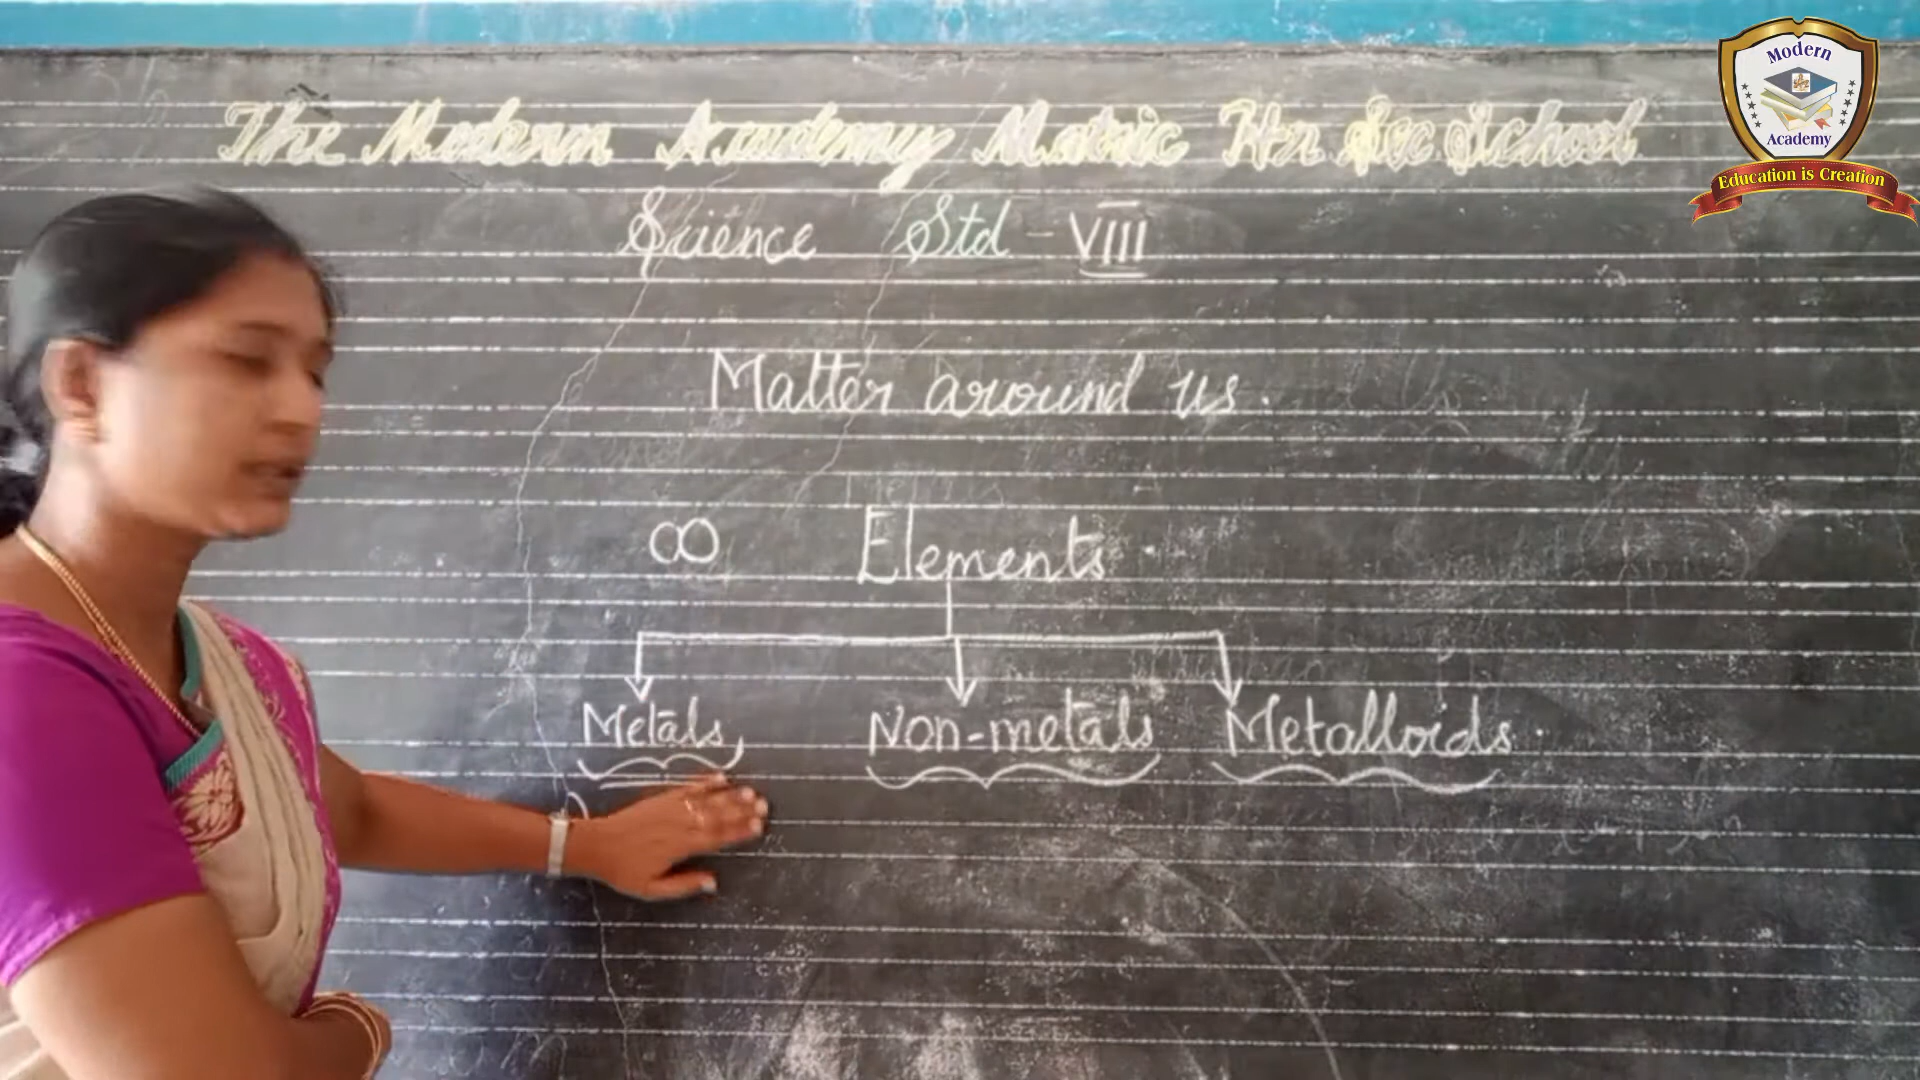 The Modern Academy Matric Hr Sec School
Science Std - VIII
Matter around us.
∞ Elements.
Metals, Non-metals Metalloids.
Modern
Academy
Education is Creation